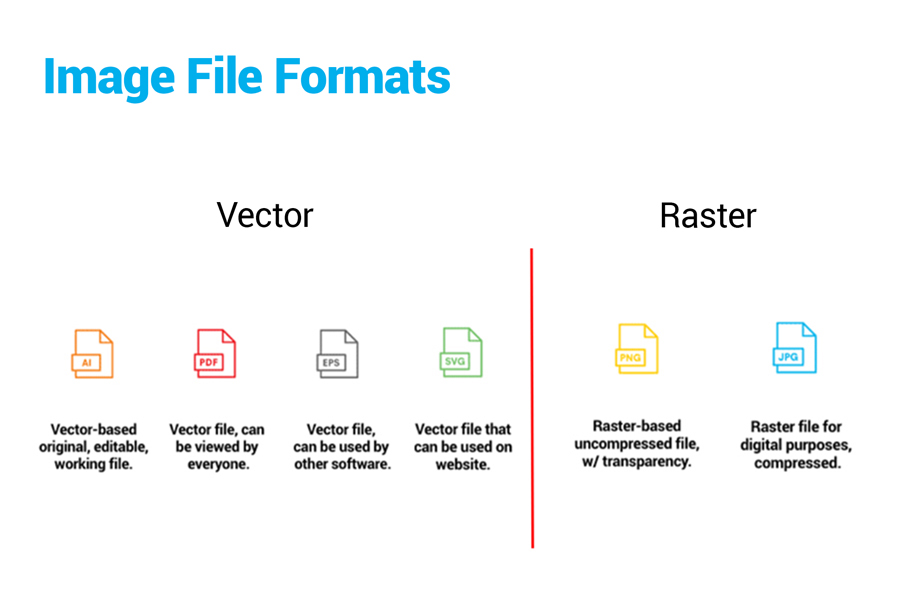 Image File Formats
Vector
Raster
AI
PDF
EPS
SVG
PNG
JPG
Vector-based
original, editable,
working file.
Vector file, can
be viewed by
everyone.
Vector file,
can be used by
other software.
Vector file that
can be used on
website.
Raster-based
uncompressed file,
w/ transparency.
Raster file for
digital purposes,
compressed.